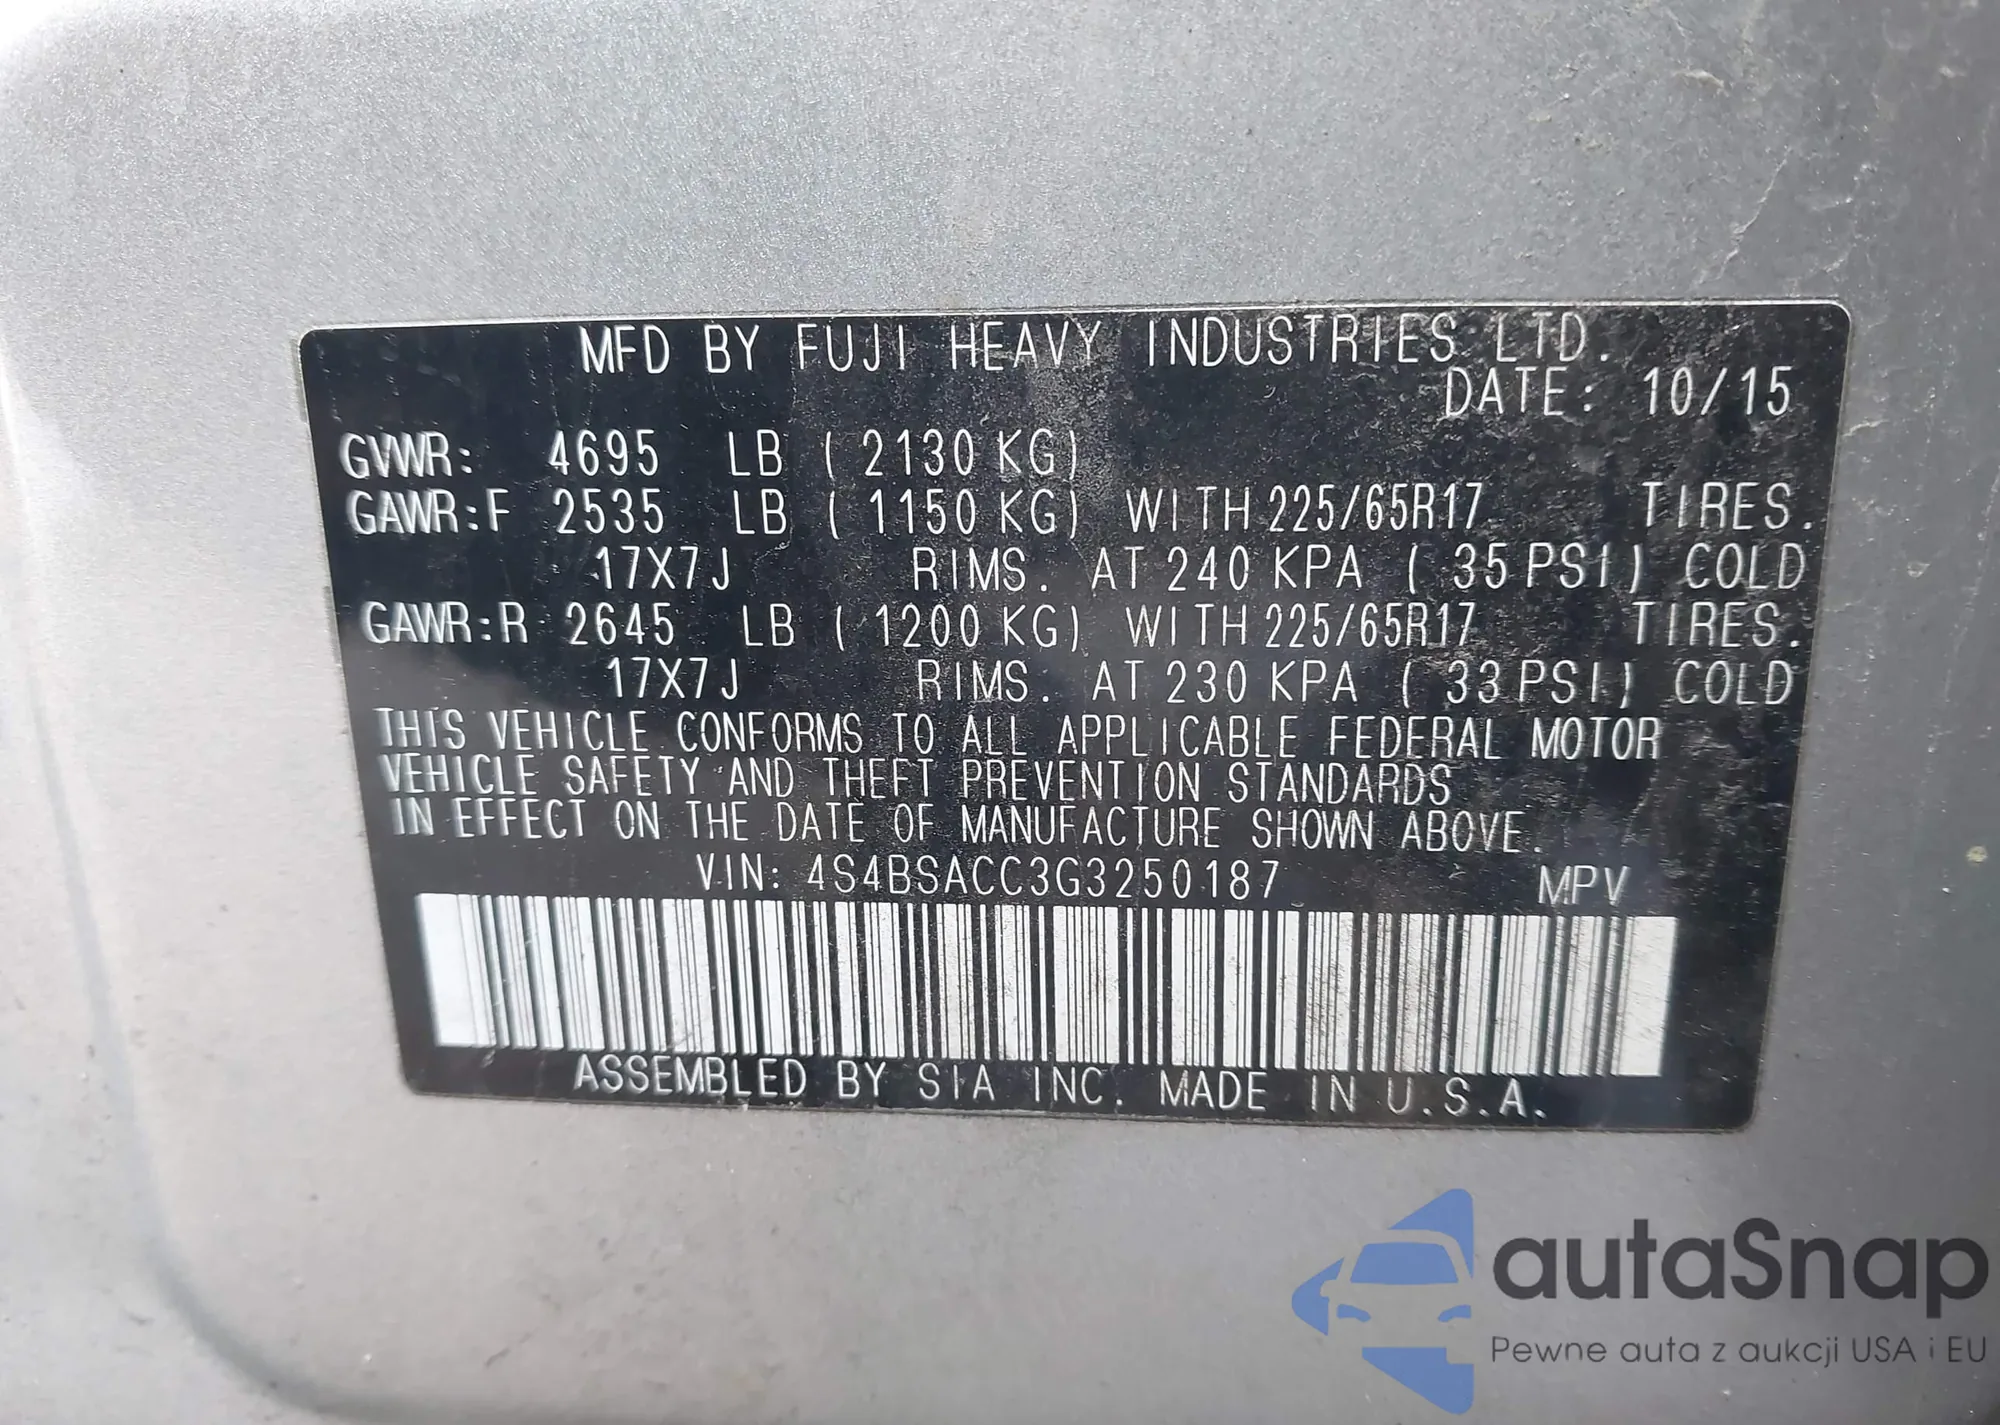 MFD BY FUJI HEAVY INDUSTRIES LTD.
DATE: 10/15
GVWR: 4695 LB ( 2130 KG)
GAWR:F 2535 LB ( 1150 KG) WITH 225/65R17 TIRES.
17X7J RIMS. AT 240 KPA ( 35 PSI) COLD
GAWR:R 2645 LB ( 1200 KG) WITH 225/65R17 TIRES.
17X7J RIMS. AT 230 KPA ( 33 PSI) COLD
THIS VEHICLE CONFORMS TO ALL APPLICABLE FEDERAL MOTOR
VEHICLE SAFETY AND THEFT PREVENTION STANDARDS
IN EFFECT ON THE DATE OF MANUFACTURE SHOWN ABOVE.
VIN: 4S4BSACC3G3250187 MPV
ASSEMBLED BY SIA INC. MADE IN U.S.A.
autaSnap
Pewne auta z aukcji USA i EU